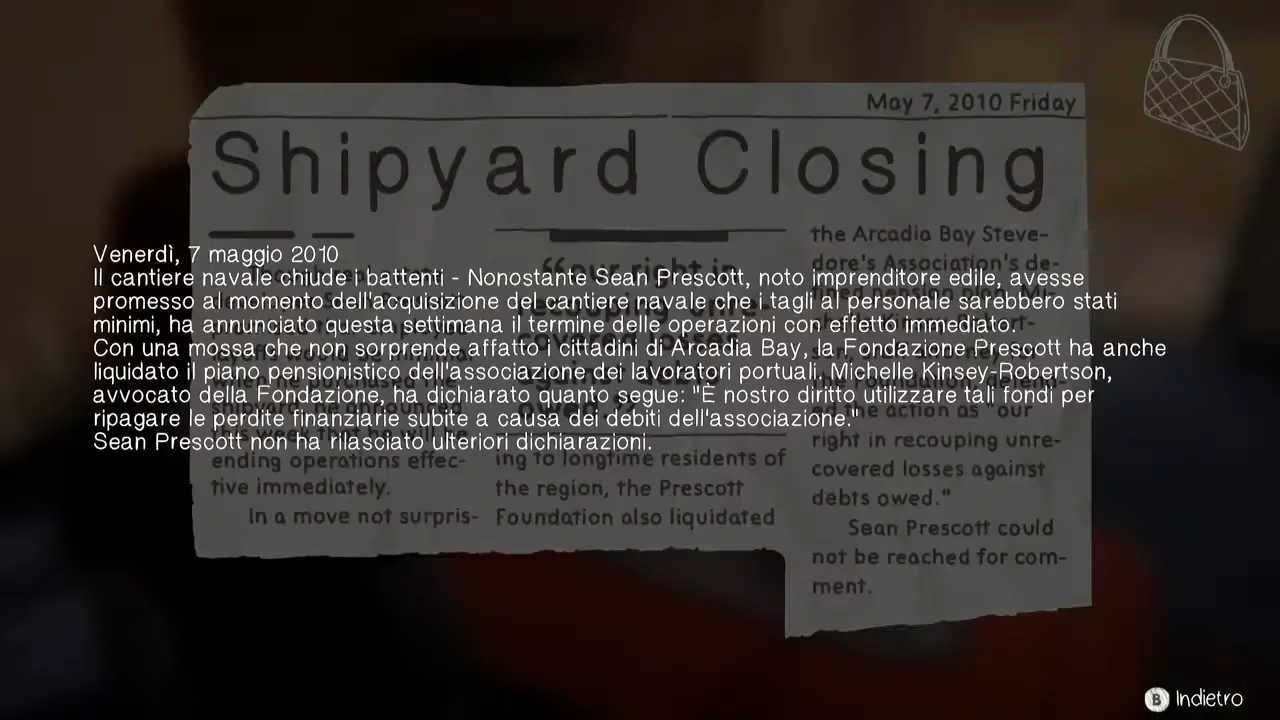 May 7, 2010 Friday
Shipyard Closing
Venerdì, 7 maggio 2010
Il cantiere navale chiude i battenti - Nonostante Sean Prescott, noto imprenditore edile, avesse
promesso al momento dell'acquisizione del cantiere navale che i tagli al personale sarebbero stati
minimi, ha annunciato questa settimana il termine delle operazioni con effetto immediato.
Con una mossa che non sorprende affatto i cittadini di Arcadia Bay, la Fondazione Prescott ha anche
liquidato il piano pensionistico dell'associazione dei lavoratori portuali. Michelle Kinsey-Robertson,
avvocato della Fondazione, ha dichiarato quanto segue: "È nostro diritto utilizzare tali fondi per
ripagare le perdite finanziarie subite a causa dei debiti dell'associazione."
Sean Prescott non ha rilasciato ulteriori dichiarazioni.
ending operations effec-
tive immediately.
In a move not surpris-
"our right in
ing to longtime residents of
the region, the Prescott
Foundation also liquidated
the Arcadia Bay Steve-
dore's Association's de-
ed the action as "our
right in recouping unre-
covered losses against
debts owed."
Sean Prescott could
not be reached for com-
ment.
B Indietro